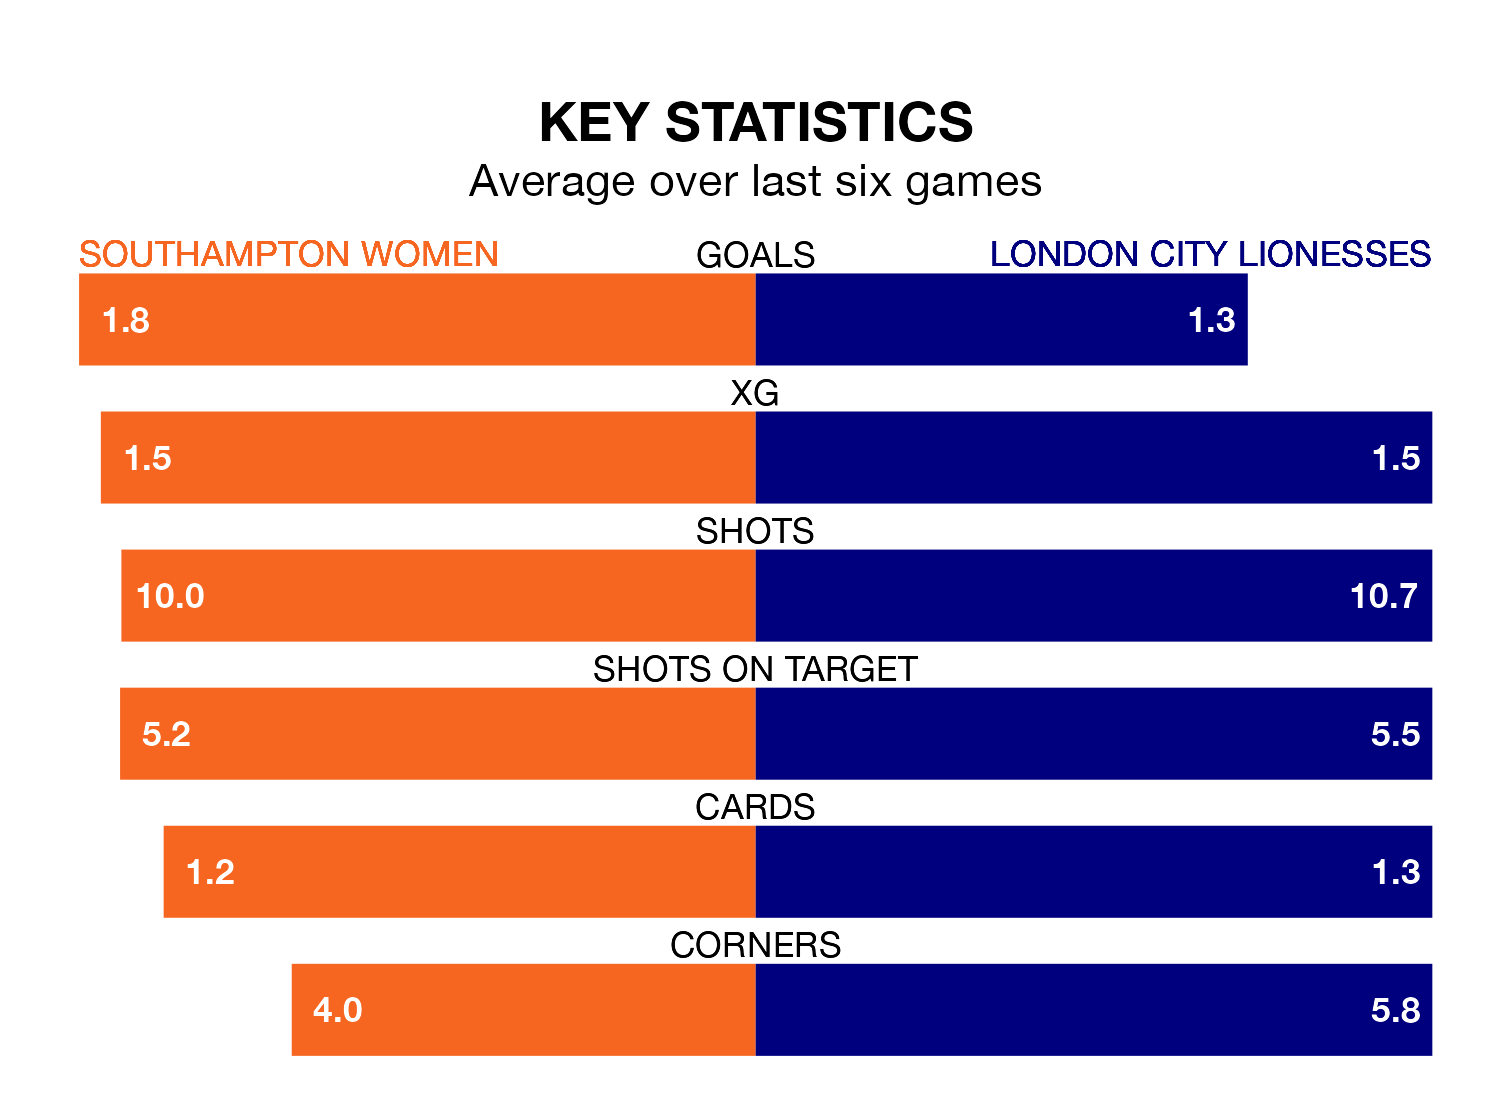 KEY STATISTICS
Average over last six games
SOUTHAMPTON WOMEN GOALS LONDON CITY LIONESSES
1.8 1.3
XG
1.5 1.5
SHOTS
10.0 10.7
SHOTS ON TARGET
5.2 5.5
CARDS
1.2 1.3
CORNERS
4.0 5.8